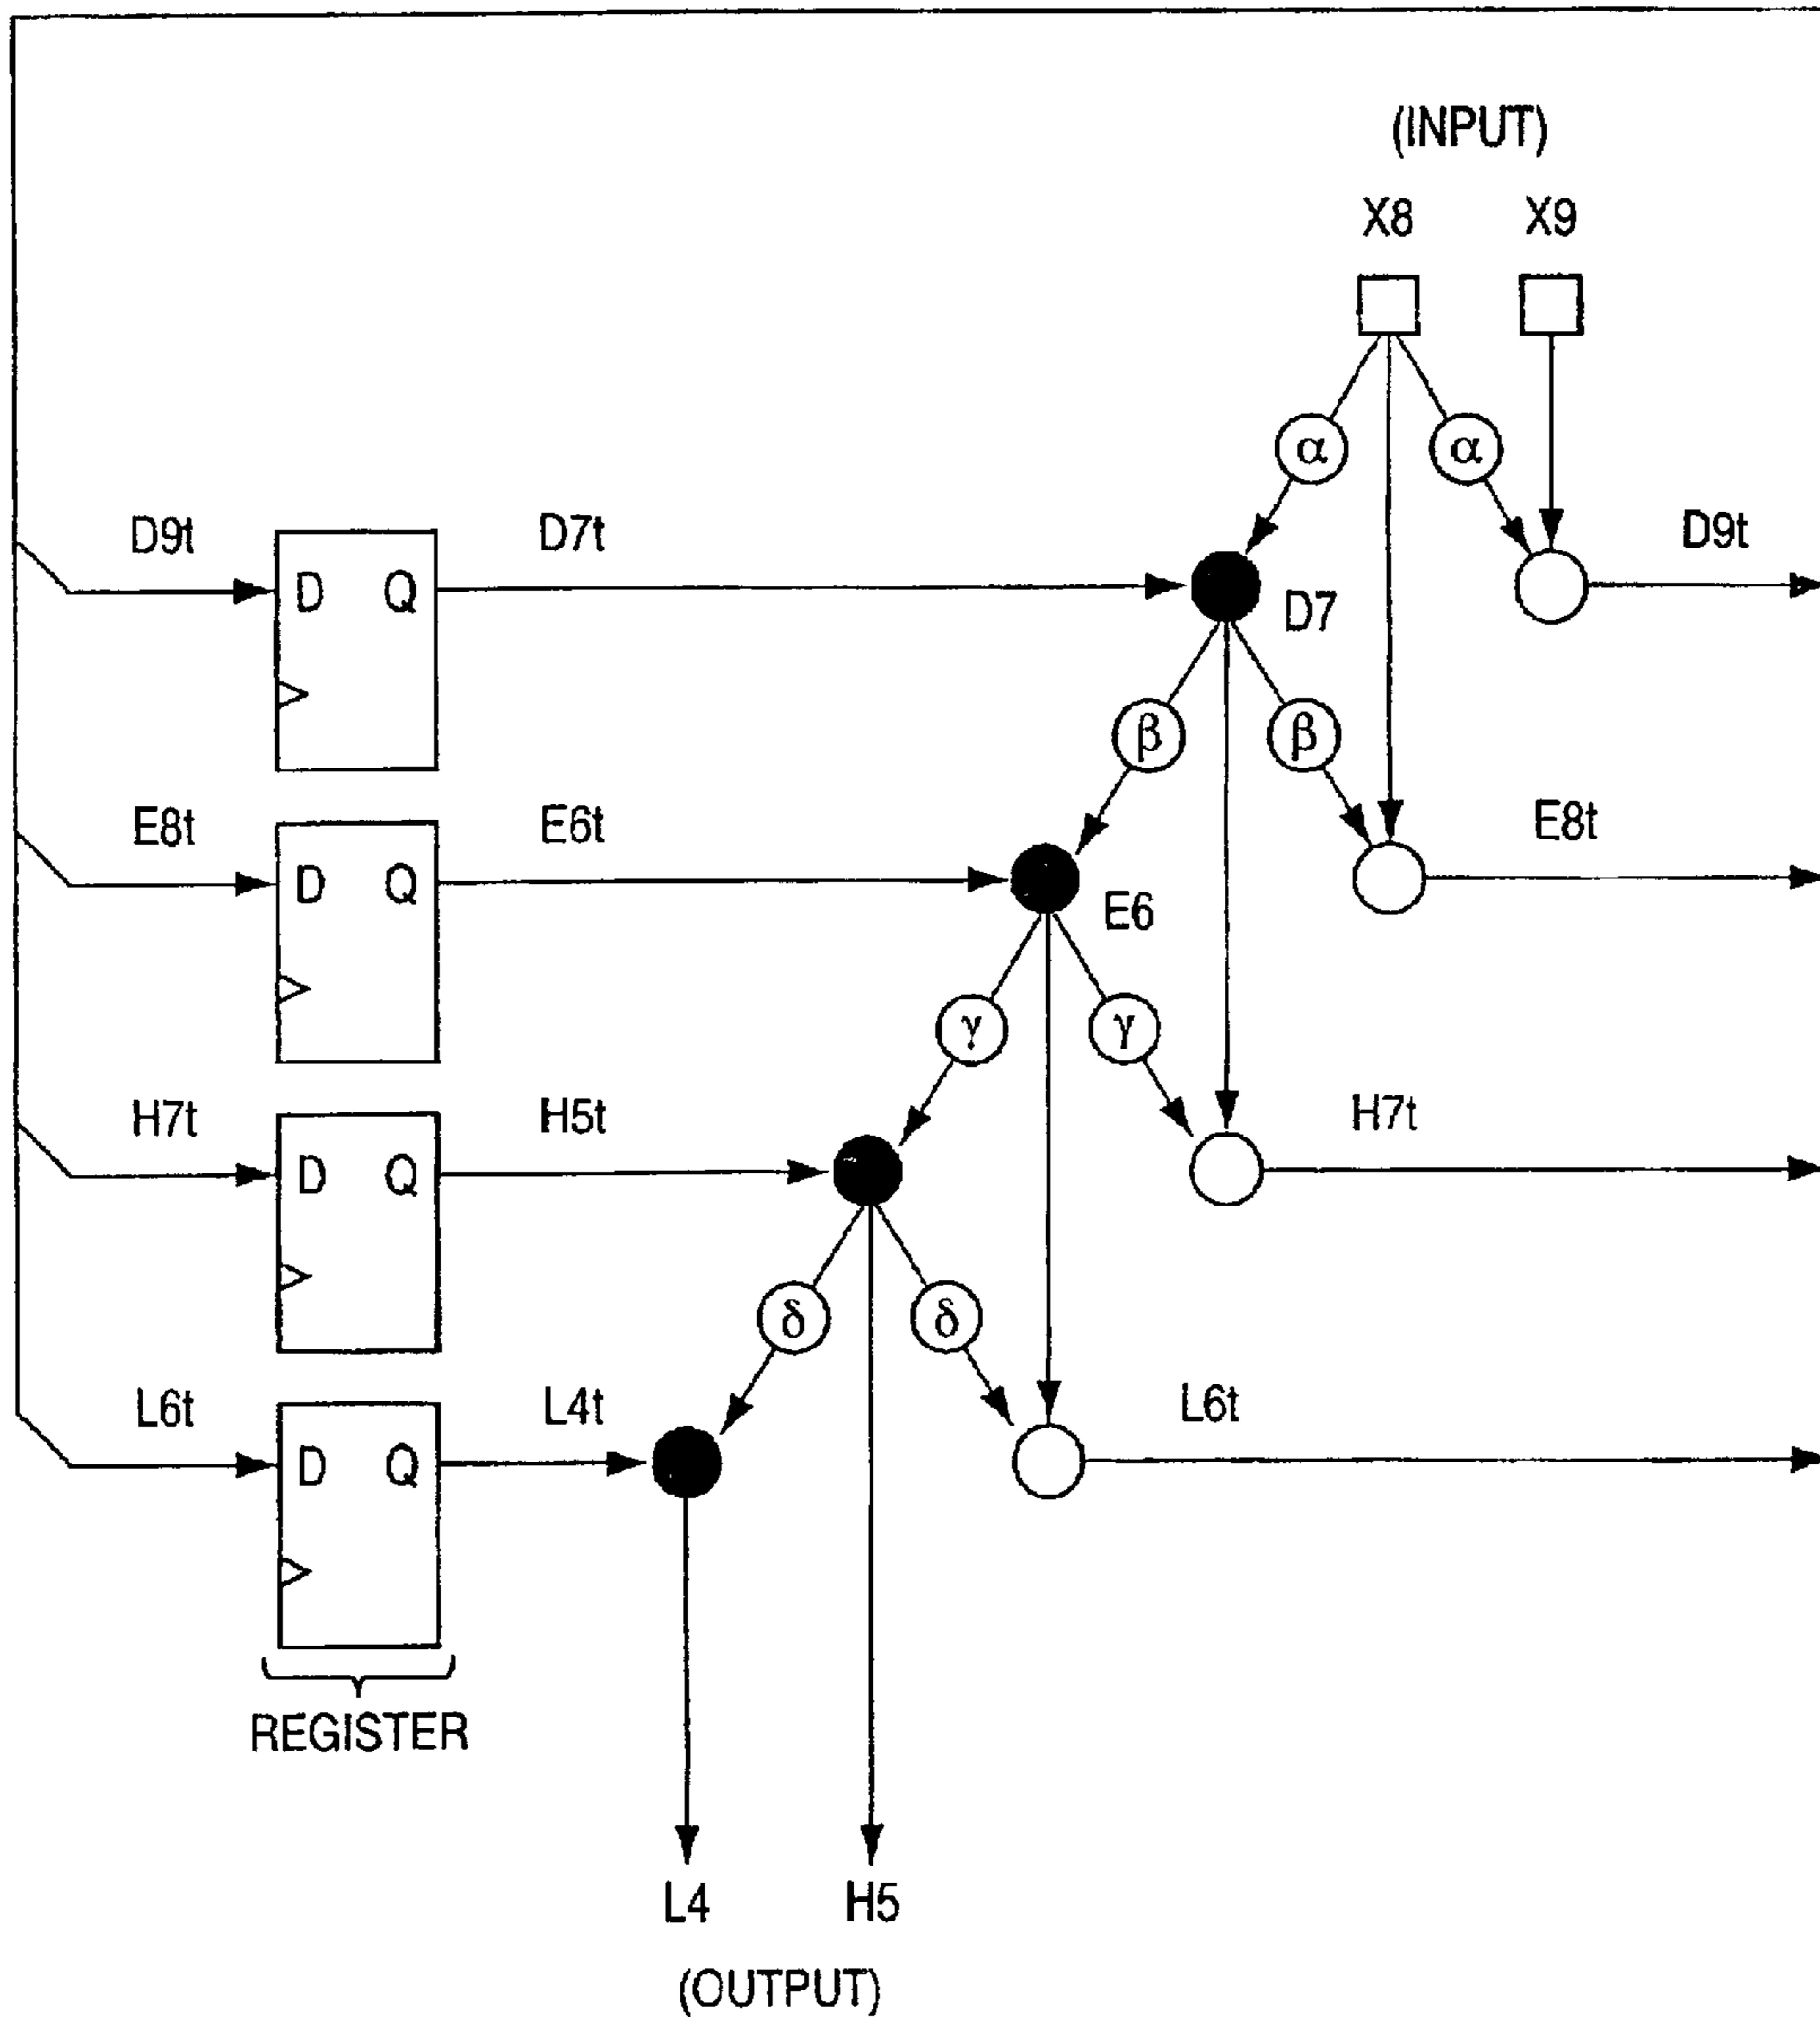 (INPUT)
X8 X9
α α
D9t D7t D9t
D Q D7
β β
E8t E6t E8t
D Q E6
γ γ
H7t H5t H7t
D Q
δ δ
L6t L4t L6t
D Q
REGISTER
L4 H5
(OUTPUT)